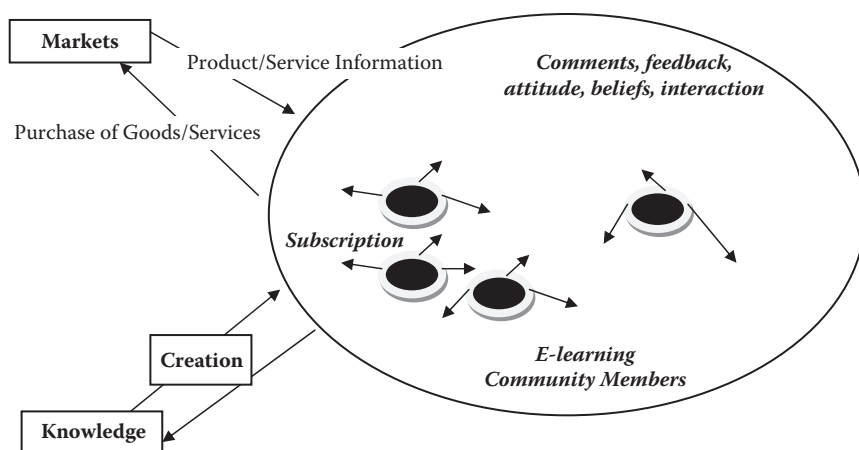 Markets
Product/Service Information
Comments, feedback,
attitude, beliefs, interaction
Purchase of Goods/Services
Subscription
Creation
E-learning
Community Members
Knowledge